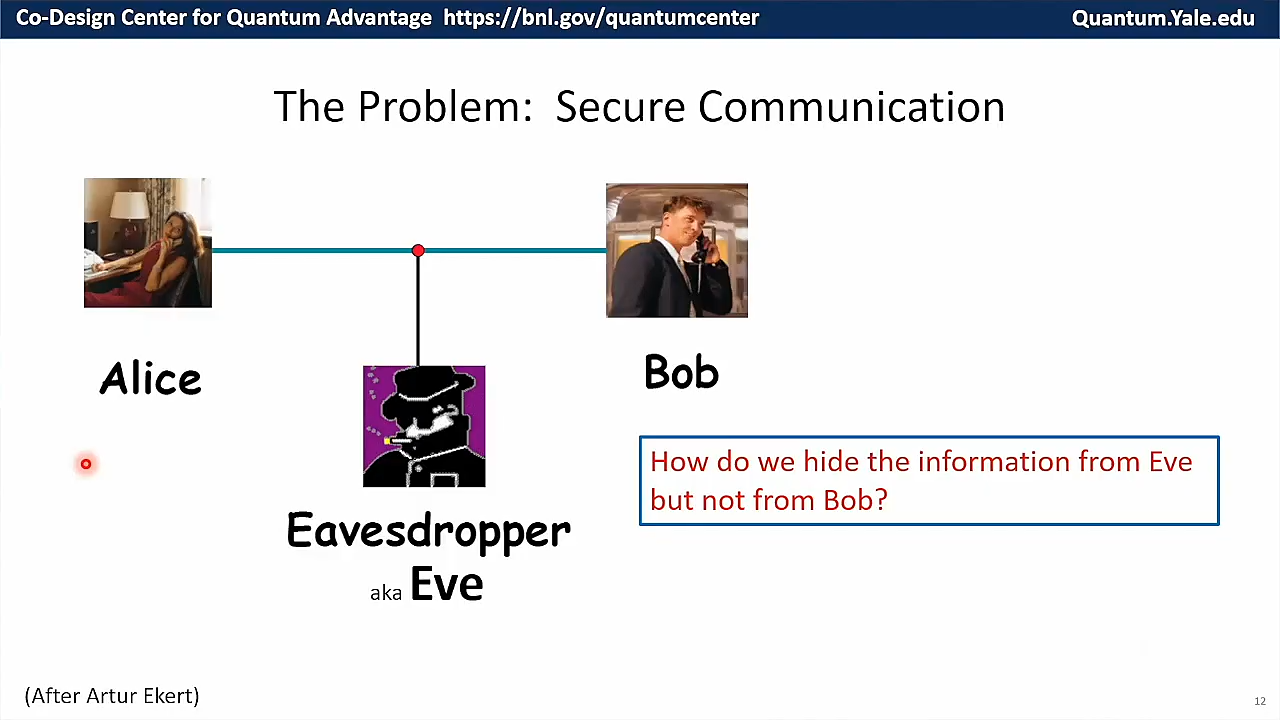 Co-Design Center for Quantum Advantage https://bnl.gov/quantumcenter
Quantum.Yale.edu
The Problem: Secure Communication
Alice
Bob
How do we hide the information from Eve
but not from Bob?
Eavesdropper
aka Eve
(After Artur Ekert)
12